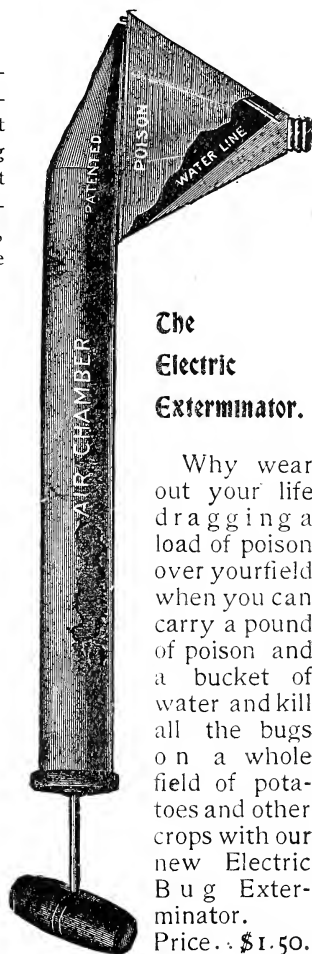 PATENTED
POISON
WATER LINE
AIR CHAMBER
The
Electric
Exterminator.
Why wear
out your life
dragging a
load of poison
over yourfield
when you can
carry a pound
of poison and
a bucket of
water and kill
all the bugs
on a whole
field of pota-
toes and other
crops with our
new Electric
Bug Exter-
minator.
Price . . $1.50.